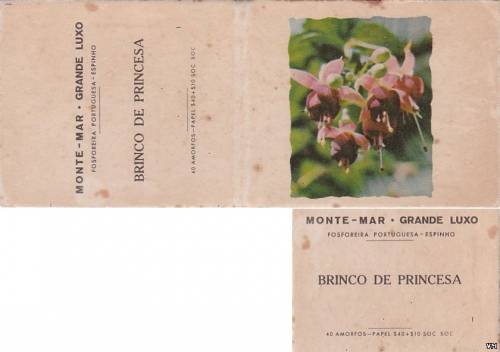 MONTE-MAR • GRANDE LUXO
FOSFOREIRA PORTUGUESA-ESPINHO
BRINCO DE PRINCESA
40 AMORFOS-PAPEL $40+$10 SOC SOC
MONTE-MAR • GRANDE LUXO
FOSFOREIRA PORTUGUESA-ESPINHO
BRINCO DE PRINCESA
40 AMORFOS-PAPEL $40+$10 SOC SOC